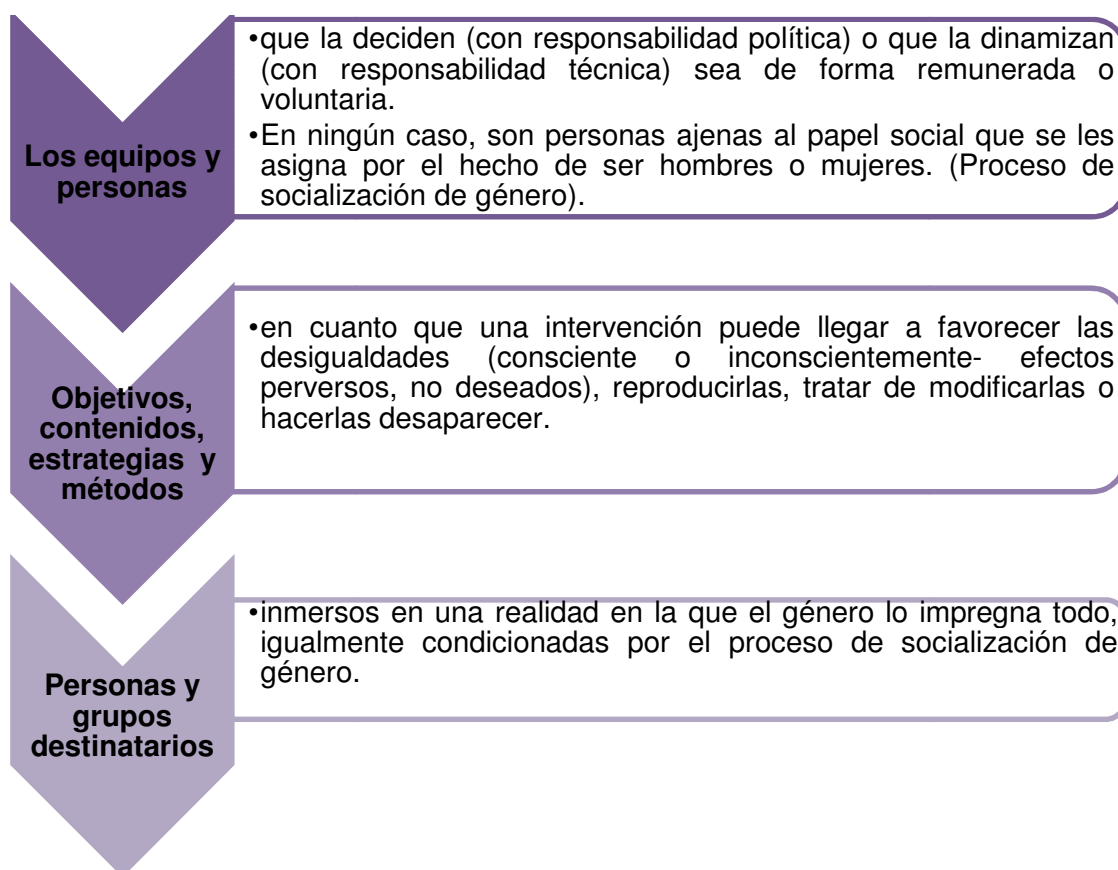 Los equipos y
personas
•que la deciden (con responsabilidad política) o que la dinamizan
(con responsabilidad técnica) sea de forma remunerada o
voluntaria.
•En ningún caso, son personas ajenas al papel social que se les
asigna por el hecho de ser hombres o mujeres. (Proceso de
socialización de género).
Objetivos,
contenidos,
estrategias y
métodos
•en cuanto que una intervención puede llegar a favorecer las
desigualdades (consciente o inconscientemente- efectos
perversos, no deseados), reproducirlas, tratar de modificarlas o
hacerlas desaparecer.
Personas y
grupos
destinatarios
•inmersos en una realidad en la que el género lo impregna todo,
igualmente condicionadas por el proceso de socialización de
género.